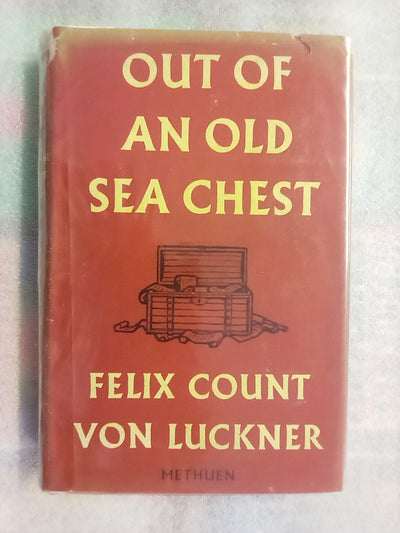 OUT OF
AN OLD
SEA CHEST
FELIX COUNT
VON LUCKNER
METHUEN